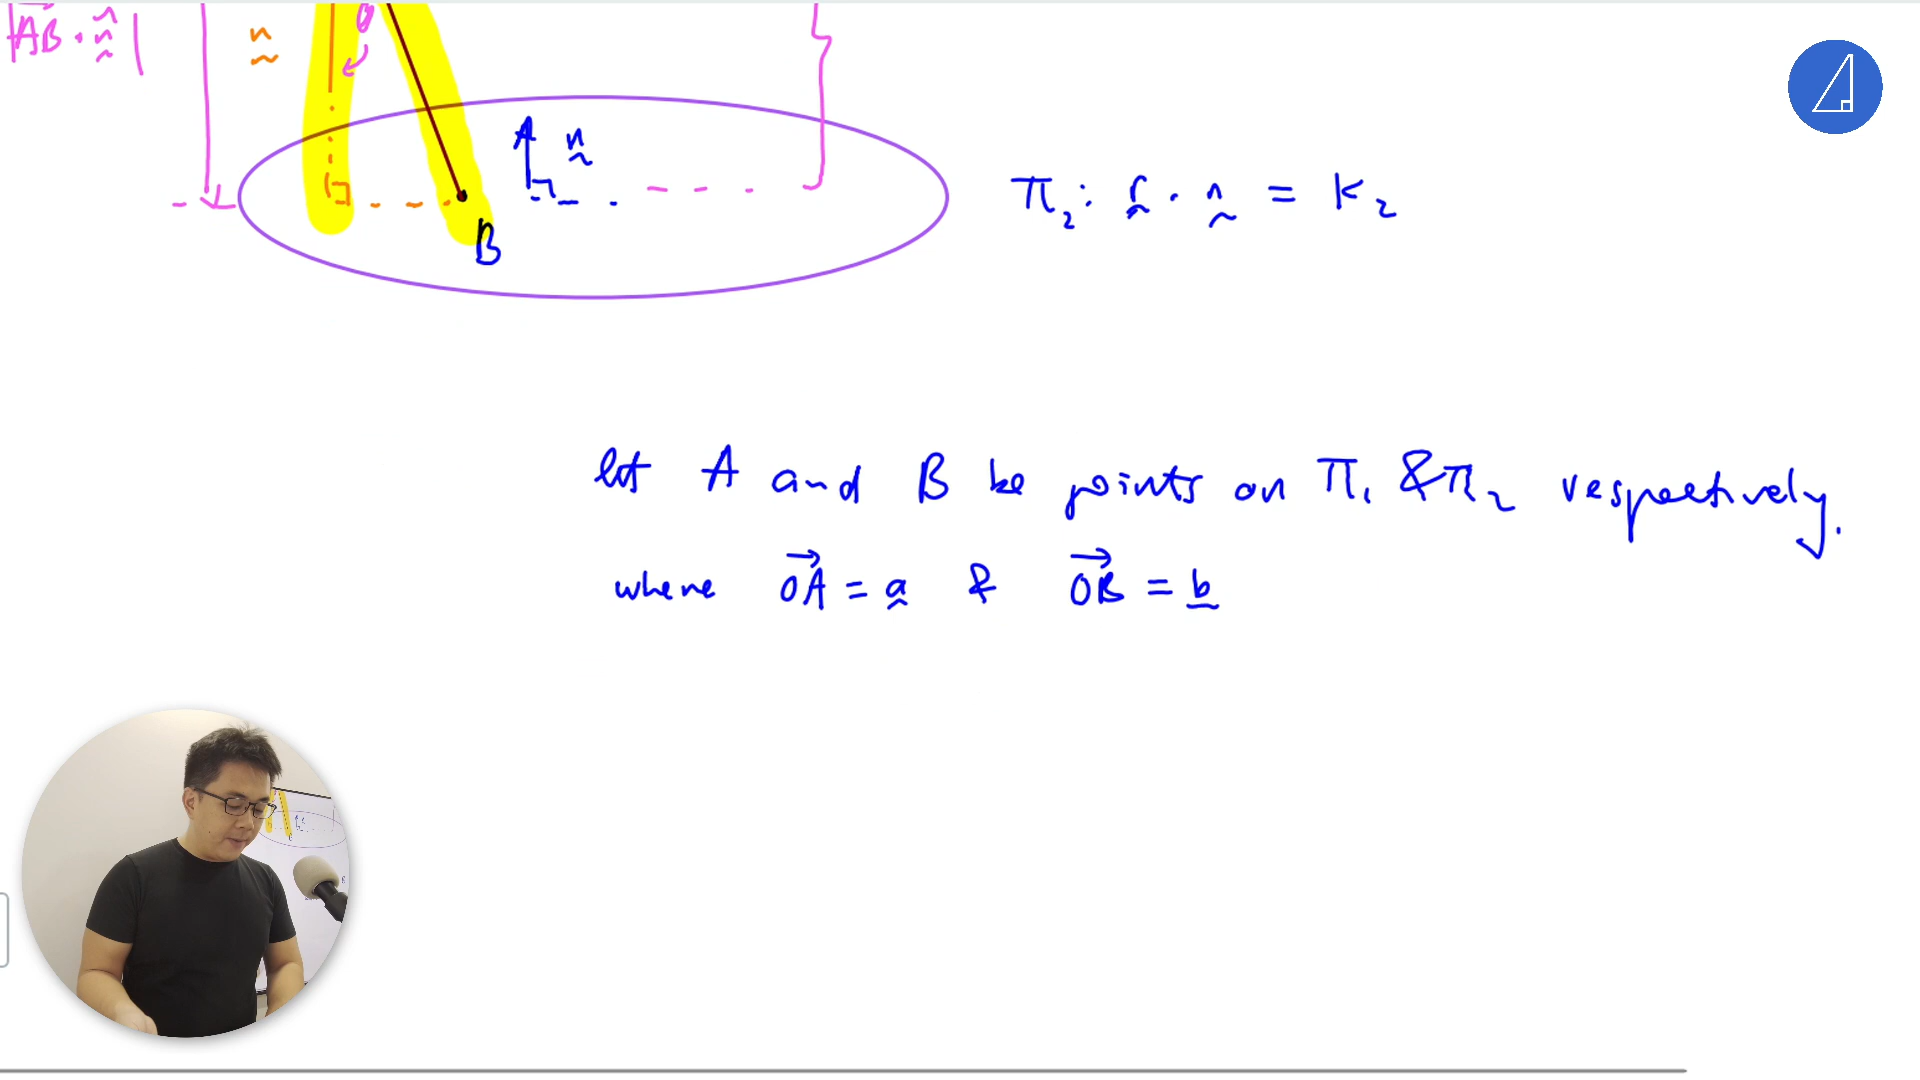 |AB · n̂|
n
θ
n
B
π₂: r · n = k₂
let A and B be points on π₁ & π₂ respectively.
where OA = a & OB = b